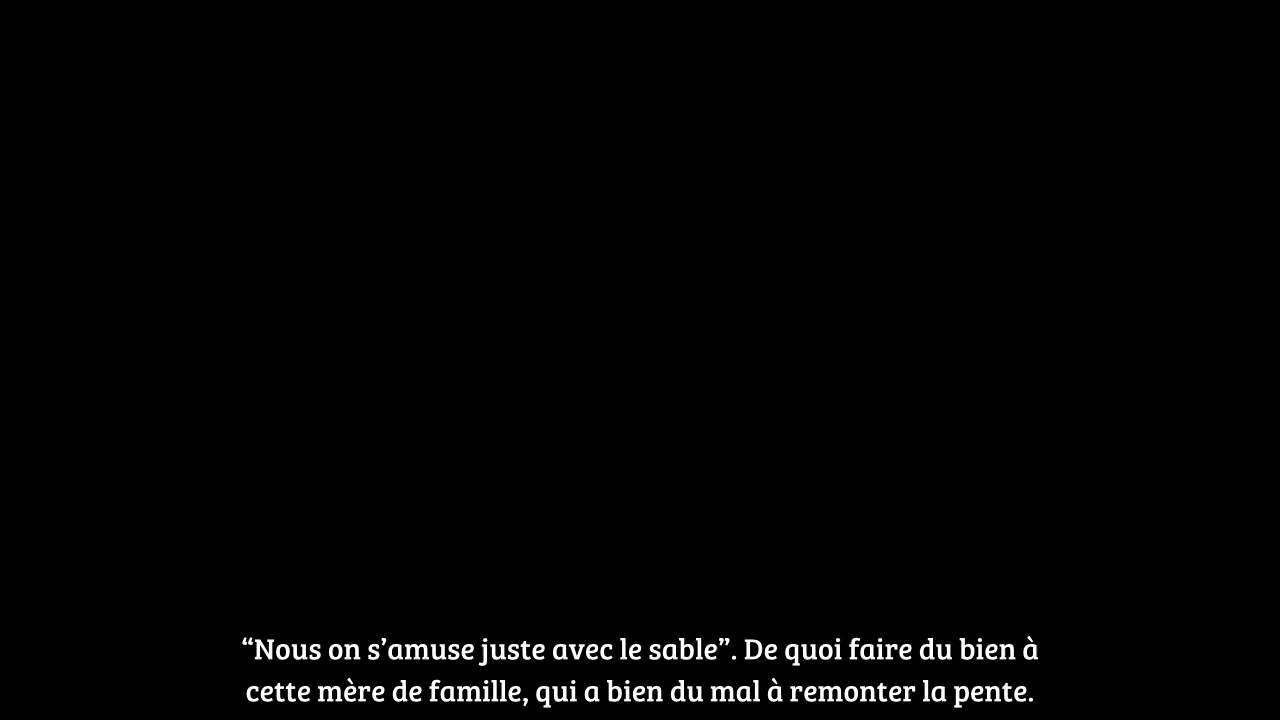 “Nous on s’amuse juste avec le sable”. De quoi faire du bien à
cette mère de famille, qui a bien du mal à remonter la pente.